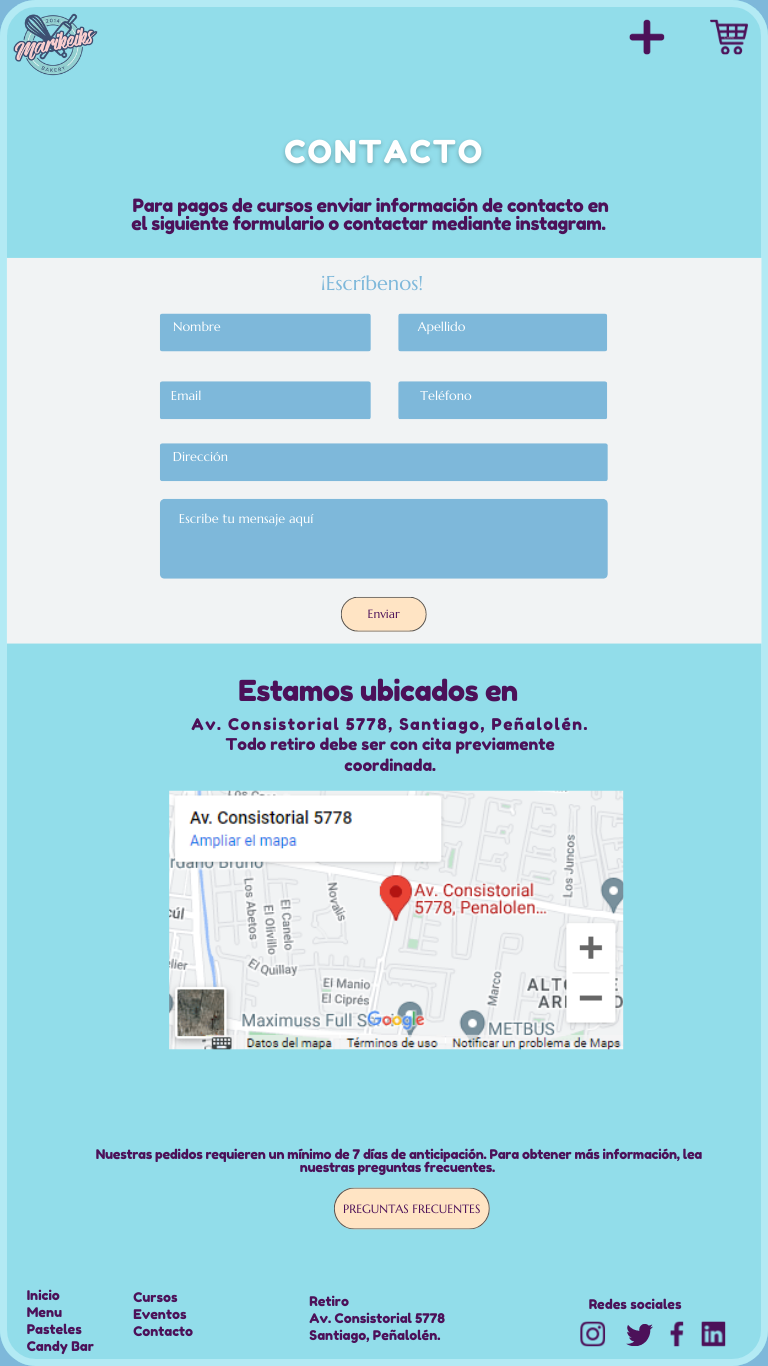 2014
Marikeiks
BAKERY
CONTACTO
Para pagos de cursos enviar información de contacto en
el siguiente formulario o contactar mediante instagram.
¡Escríbenos!
Nombre
Apellido
Email
Teléfono
Dirección
Escribe tu mensaje aquí
Enviar
Estamos ubicados en
Av. Consistorial 5778, Santiago, Peñalolén.
Todo retiro debe ser con cita previamente
coordinada.
Av. Consistorial 5778
Ampliar el mapa
rdano Bruno
Los Juncos
Av. Consistorial
5778, Penalolen...
Novalis
Los Abetos
El Olivillo
El Canelo
cúl
elier
El Quillay
El Manio
El Ciprés
Marco
Maximuss Full S
Google
METBUS
Datos del mapa
Términos de uso
Notificar un problema de Maps
Nuestras pedidos requieren un mínimo de 7 días de anticipación. Para obtener más información, lea
nuestras preguntas frecuentes.
PREGUNTAS FRECUENTES
Inicio
Menu
Pasteles
Candy Bar
Cursos
Eventos
Contacto
Retiro
Av. Consistorial 5778
Santiago, Peñalolén.
Redes sociales